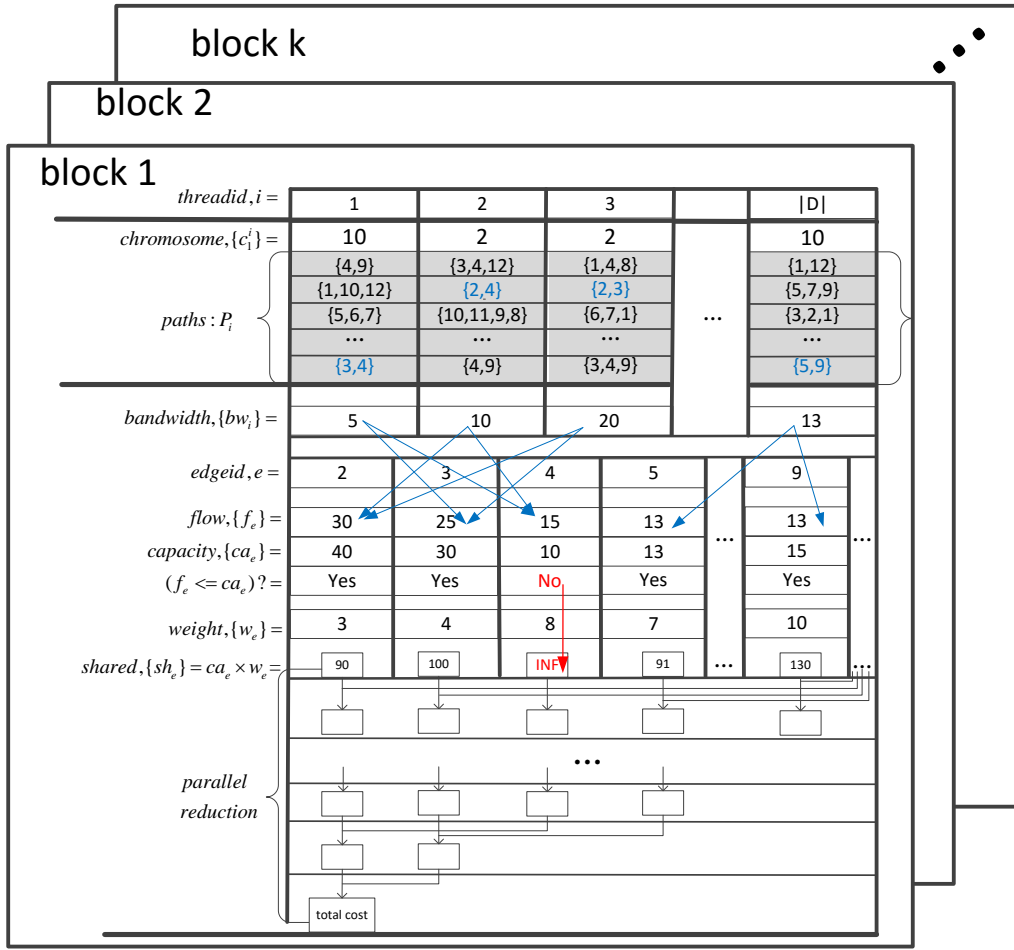 block k
block 2
block 1
threadid, i = 1 2 3 |D|
chromosome, {c_1^i} = 10 2 2 10
{4,9} {3,4,12} {1,4,8} {1,12}
{1,10,12} {2,4} {2,3} {5,7,9}
paths : P_i {5,6,7} {10,11,9,8} {6,7,1} ... {3,2,1}
... ... ... ...
{3,4} {4,9} {3,4,9} {5,9}
bandwidth, {bw_i} = 5 10 20 13
edgeid, e = 2 3 4 5 9
flow, {f_e} = 30 25 15 13 ... 13 ...
capacity, {ca_e} = 40 30 10 13 15
(f_e <= ca_e) ? = Yes Yes No Yes Yes
weight, {w_e} = 3 4 8 7 10
shared, {sh_e} = ca_e × w_e = 90 100 INF 91 ... 130 ...
...
parallel
reduction
total cost